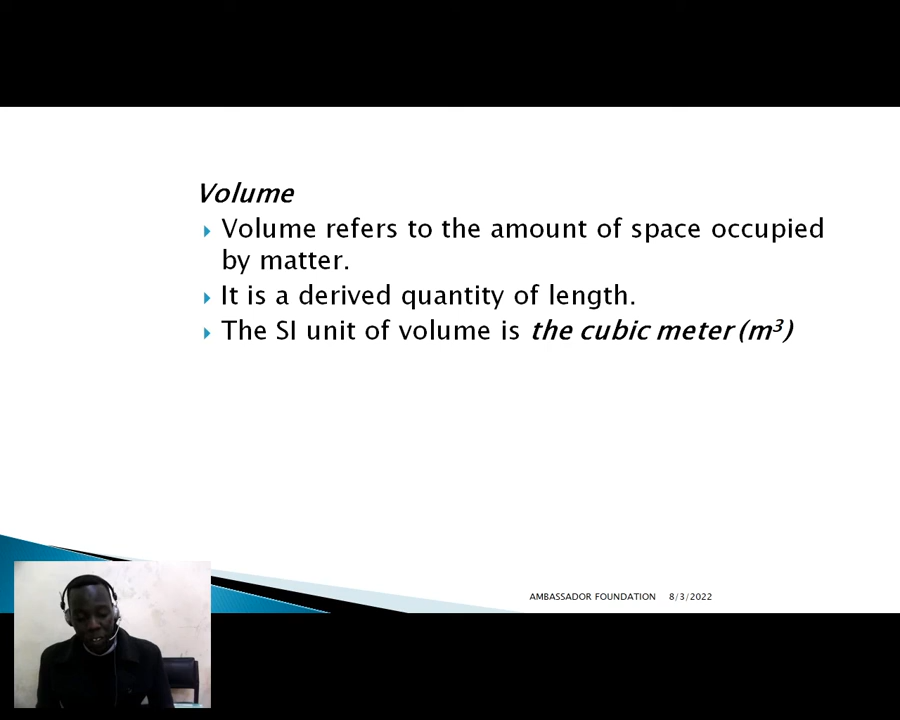 Volume
Volume refers to the amount of space occupied
by matter.
It is a derived quantity of length.
The SI unit of volume is the cubic meter (m³)
AMBASSADOR FOUNDATION 8/3/2022